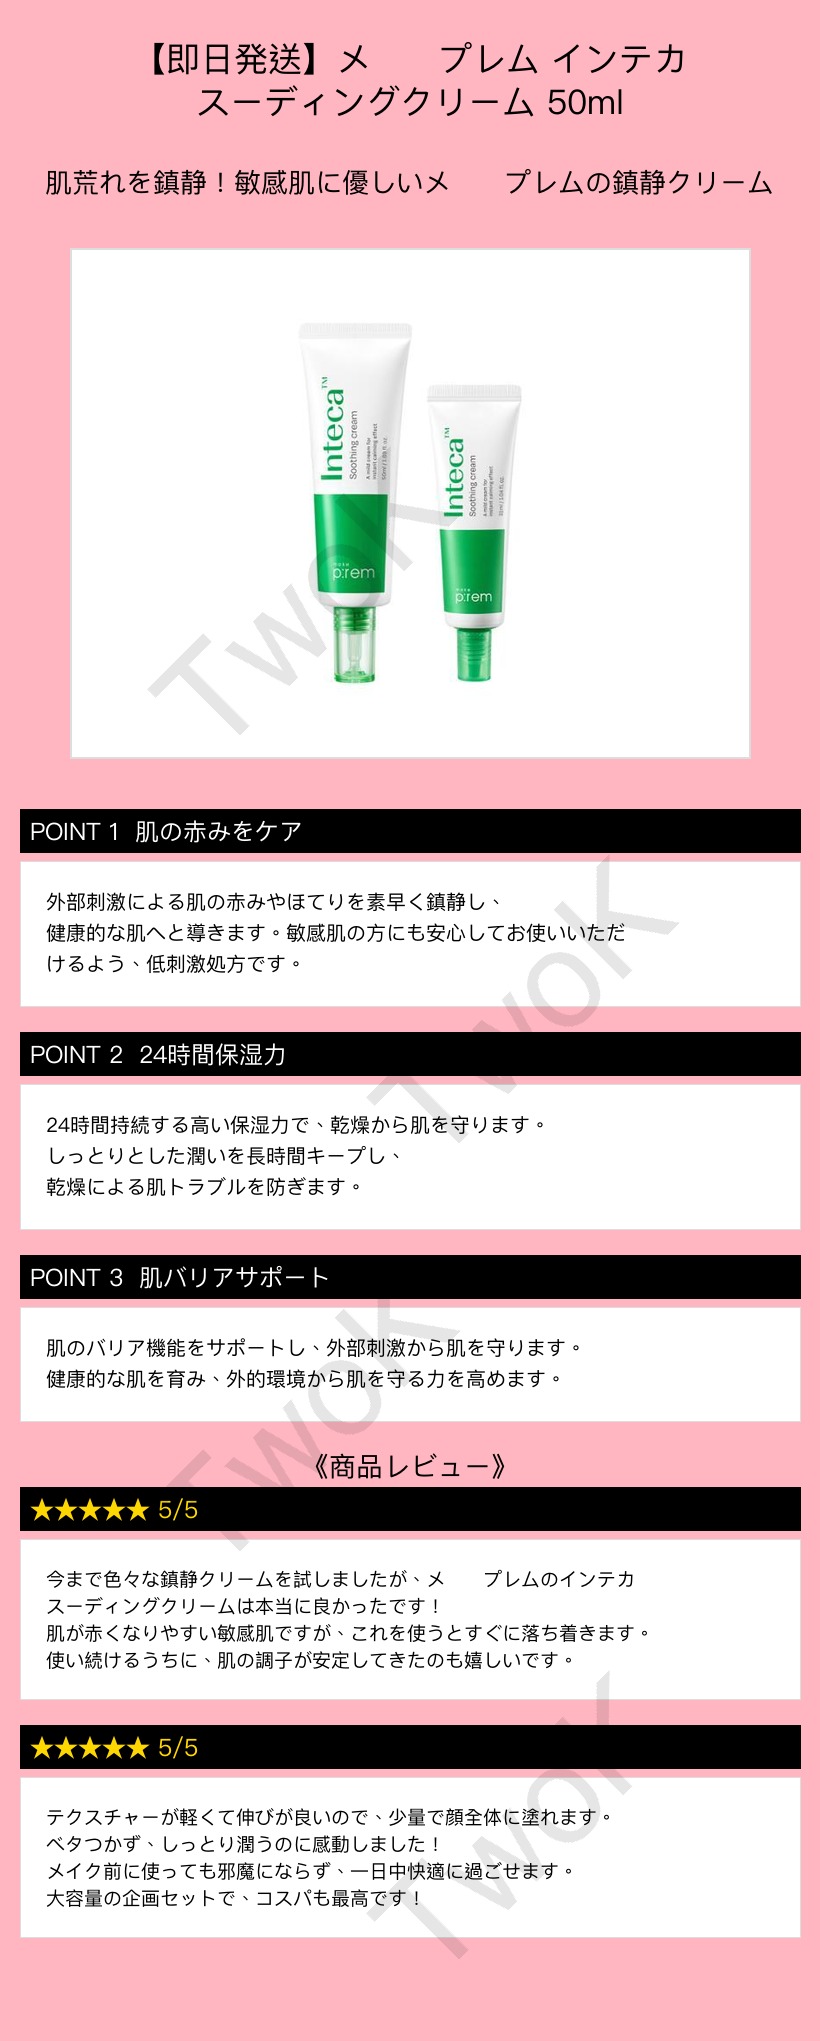 【即日発送】メ　　プレム インテカ
スーディングクリーム 50ml
肌荒れを鎮静！敏感肌に優しいメ　　プレムの鎮静クリーム
Inteca™
Soothing cream
A mild cream for
instant calming effect
make
p:rem
Inteca™
Soothing cream
A mild cream for
instant calming effect
make
p:rem
TwoK
POINT 1 肌の赤みをケア
外部刺激による肌の赤みやほてりを素早く鎮静し、
健康的な肌へと導きます。敏感肌の方にも安心してお使いいただ
けるよう、低刺激処方です。
TwoK
POINT 2 24時間保湿力
24時間持続する高い保湿力で、乾燥から肌を守ります。
しっとりとした潤いを長時間キープし、
乾燥による肌トラブルを防ぎます。
POINT 3 肌バリアサポート
肌のバリア機能をサポートし、外部刺激から肌を守ります。
健康的な肌を育み、外的環境から肌を守る力を高めます。
TwoK
《商品レビュー》
★★★★★ 5/5
今まで色々な鎮静クリームを試しましたが、メ　　プレムのインテカ
スーディングクリームは本当に良かったです！
肌が赤くなりやすい敏感肌ですが、これを使うとすぐに落ち着きます。
使い続けるうちに、肌の調子が安定してきたのも嬉しいです。
★★★★★ 5/5
テクスチャーが軽くて伸びが良いので、少量で顔全体に塗れます。
ベタつかず、しっとり潤うのに感動しました！
メイク前に使っても邪魔にならず、一日中快適に過ごせます。
大容量の企画セットで、コスパも最高です！
TwoK